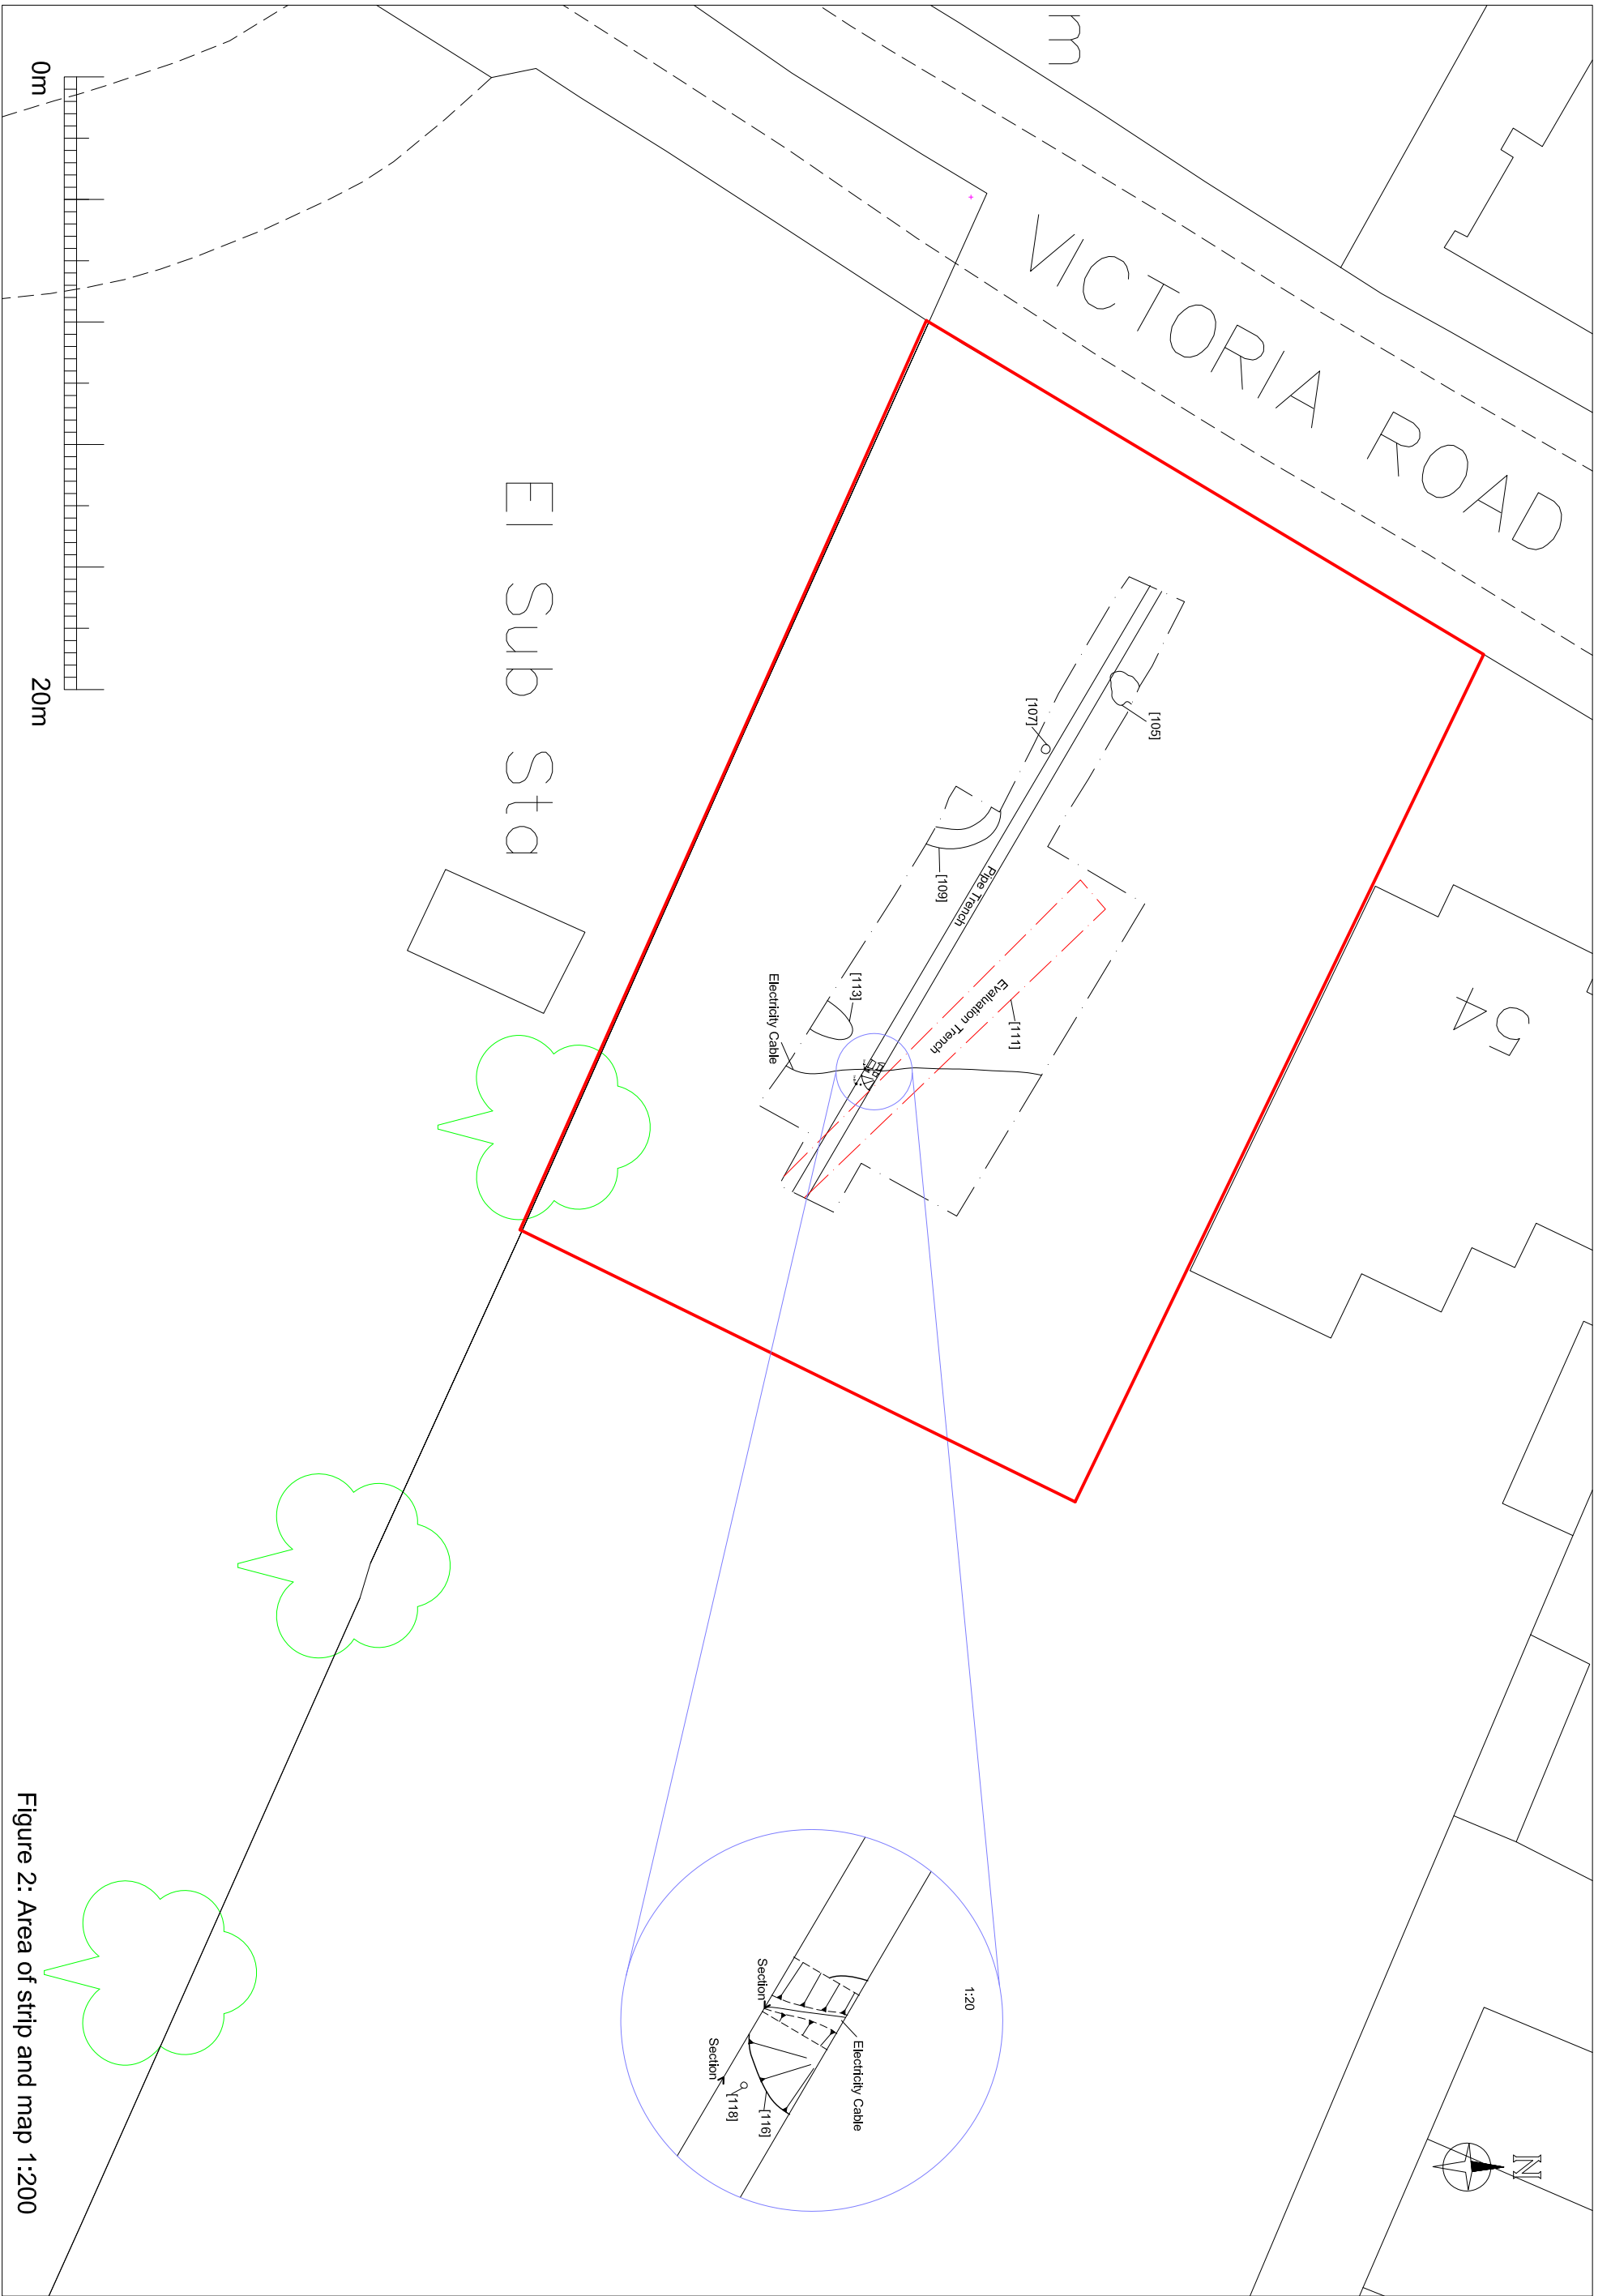 N
VICTORIA ROAD
54
m
[105]
[107]
[109]
Pipe Trench
Evaluation Trench
[111]
[113]
Electricity Cable
El Sub Sta
1:20
Electricity Cable
Section
Section
[116]
[118]
0m
20m
Figure 2: Area of strip and map 1:200